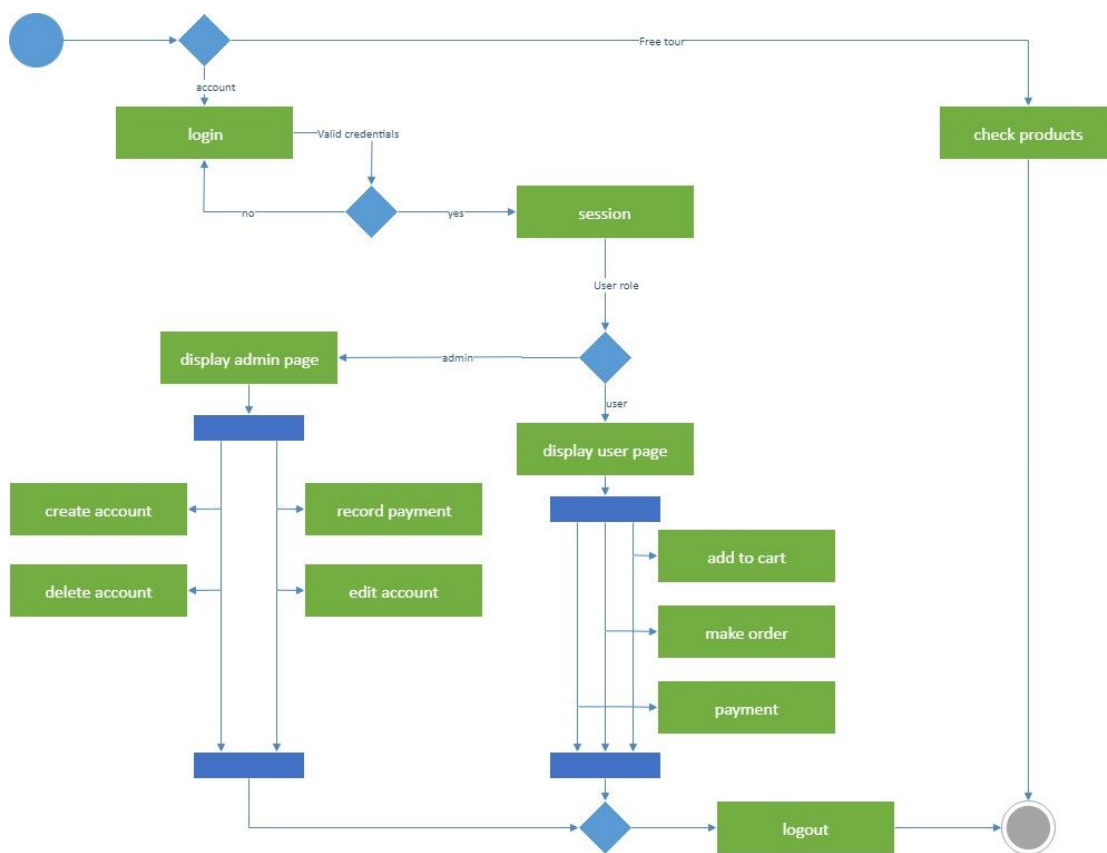 Free tour
account
login
Valid credentials
check products
no
yes
session
User role
display admin page
admin
user
display user page
create account
record payment
add to cart
delete account
edit account
make order
payment
logout